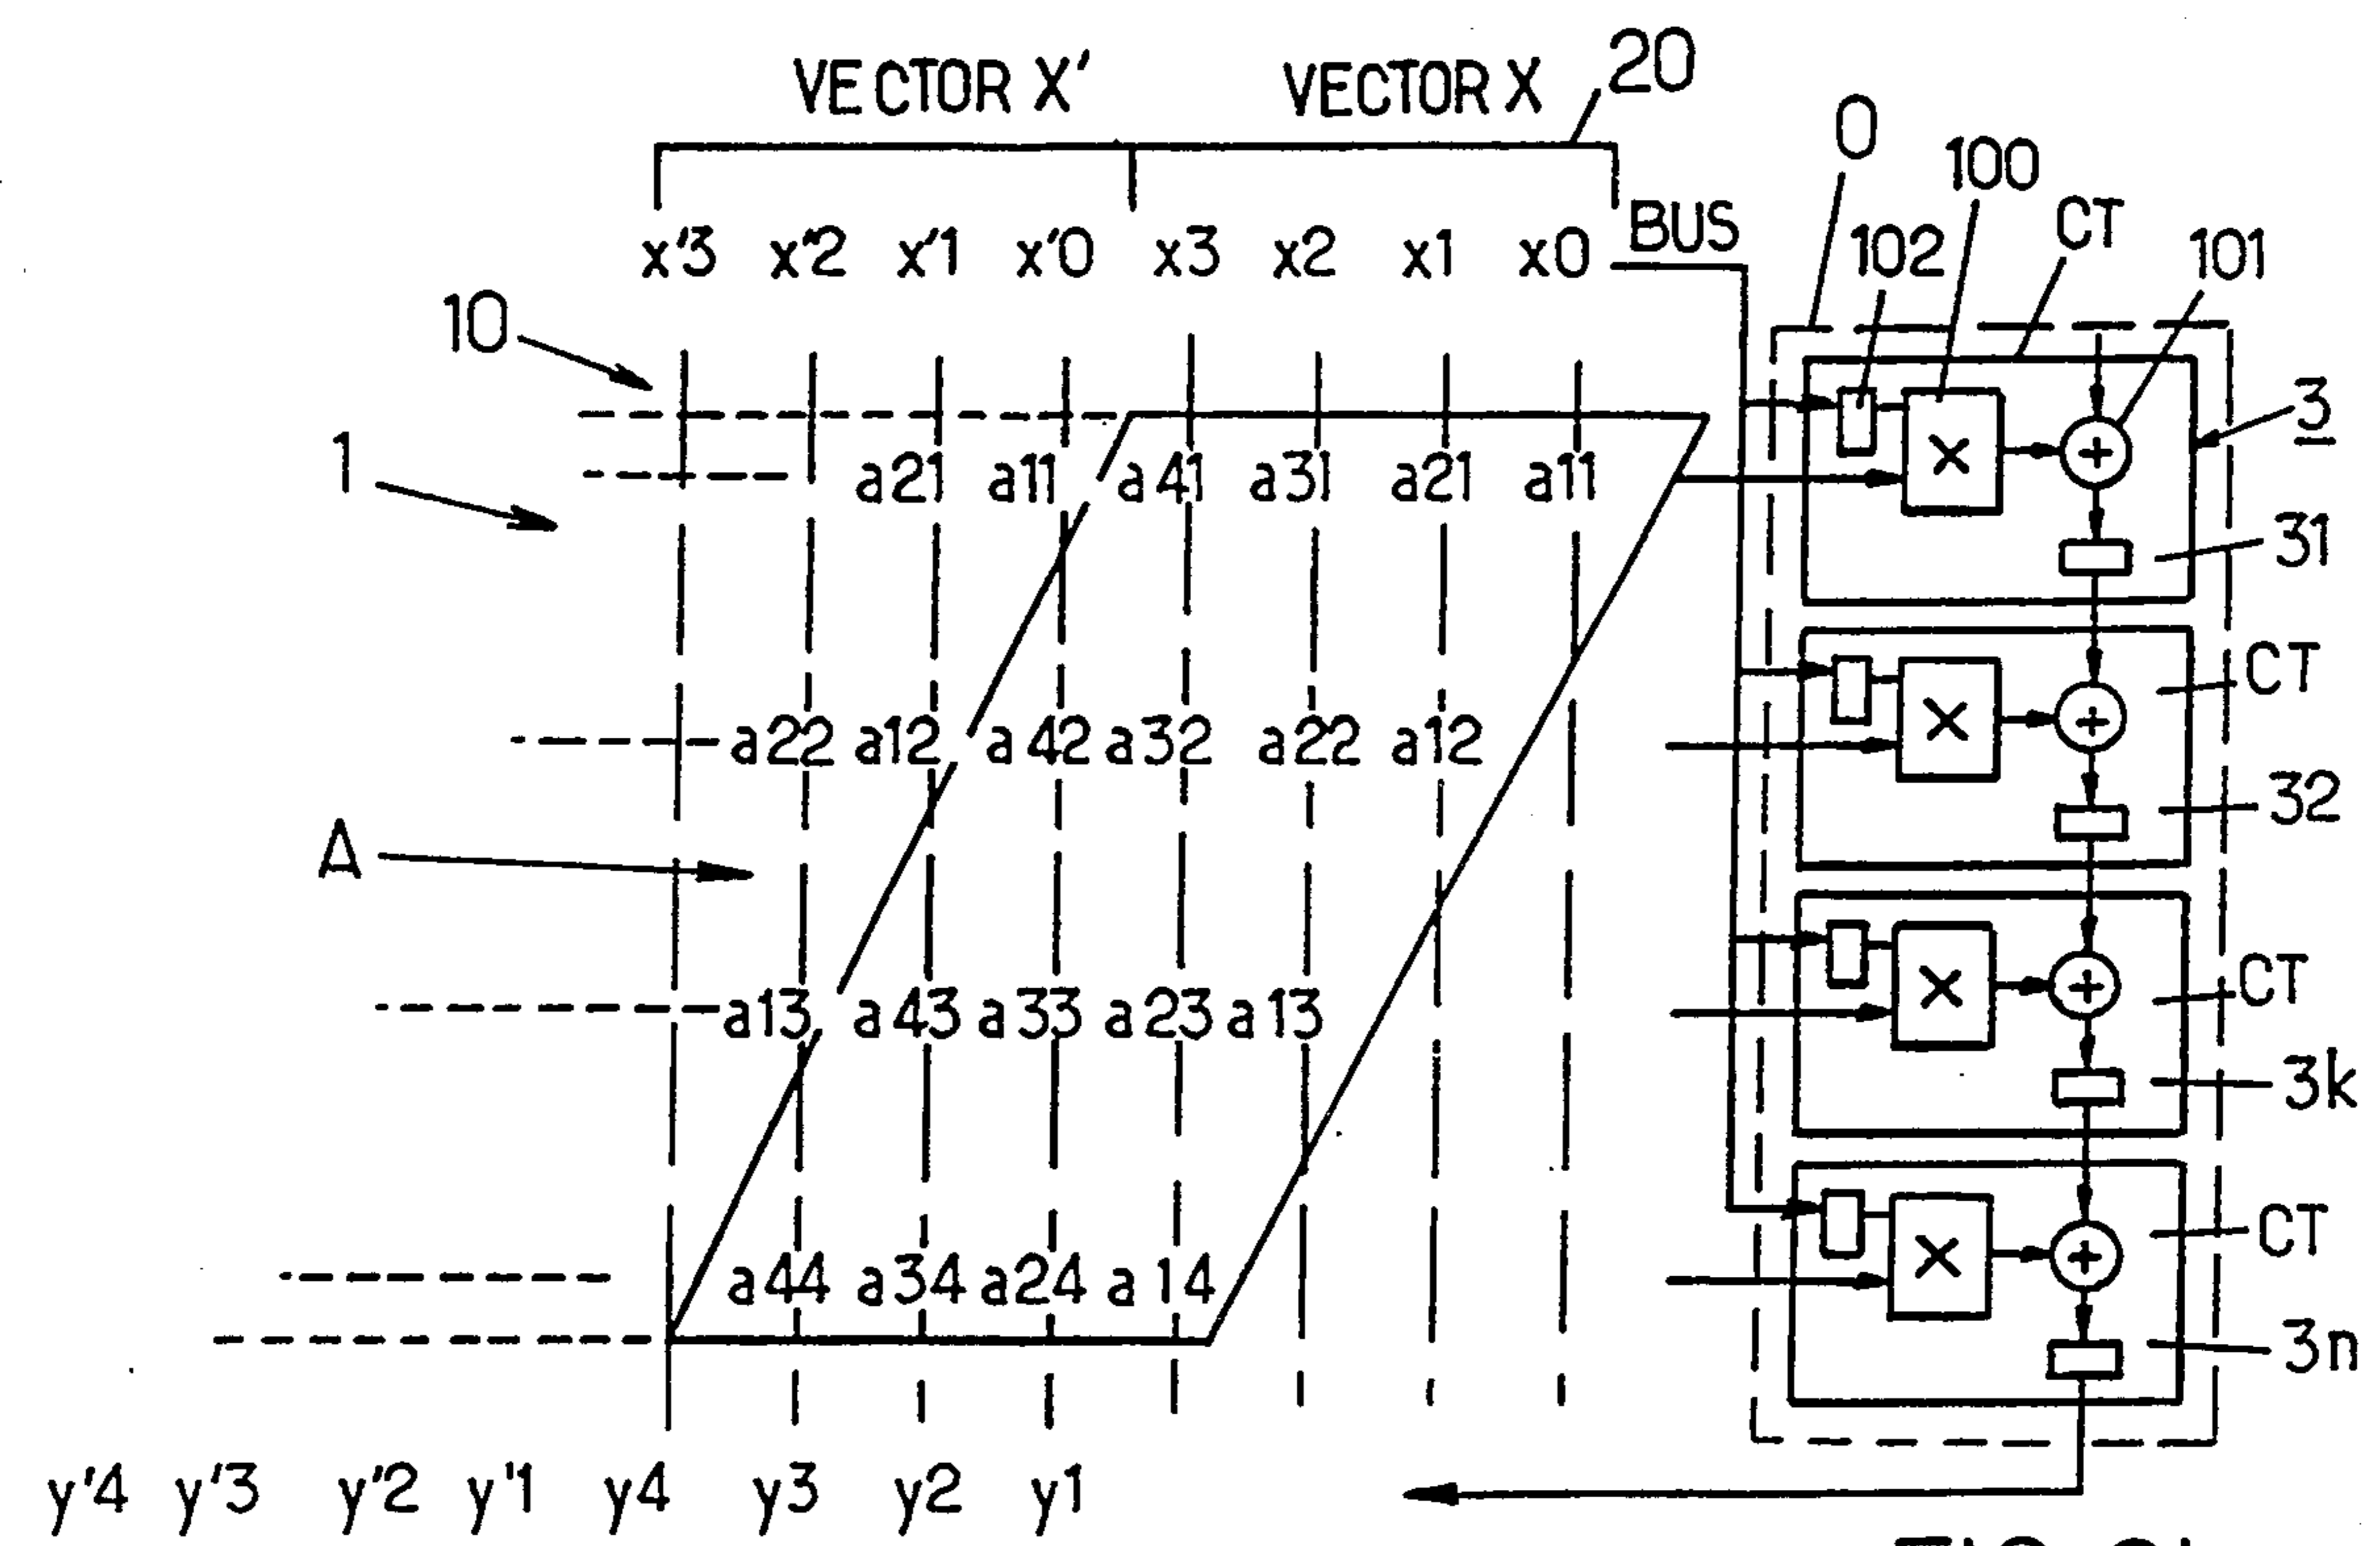 VECTOR X' VECTOR X 20
0 100
x'3 x'2 x'1 x'0 x3 x2 x1 x0 BUS 102 CT 101
10
3
1 a21 a11 a41 a31 a21 a11 X +
31
CT
a22 a12 a42 a32 a22 a12 X +
32
A
CT
a13 a43 a33 a23 a13 X +
3k
CT
a44 a34 a24 a14 X +
3n
y'4 y'3 y'2 y'1 y4 y3 y2 y1